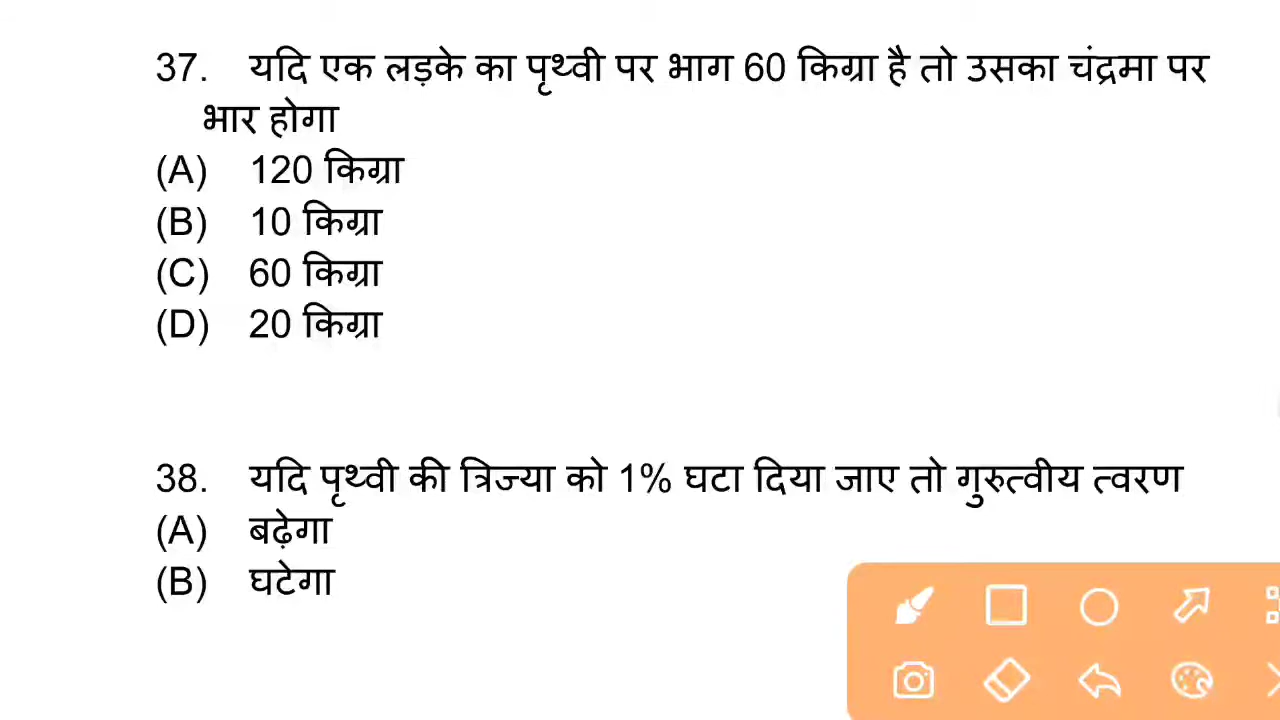 37. यदि एक लड़के का पृथ्वी पर भाग 60 किग्रा है तो उसका चंद्रमा पर
भार होगा
(A) 120 किग्रा
(B) 10 किग्रा
(C) 60 किग्रा
(D) 20 किग्रा
38. यदि पृथ्वी की त्रिज्या को 1% घटा दिया जाए तो गुरुत्वीय त्वरण
(A) बढ़ेगा
(B) घटेगा